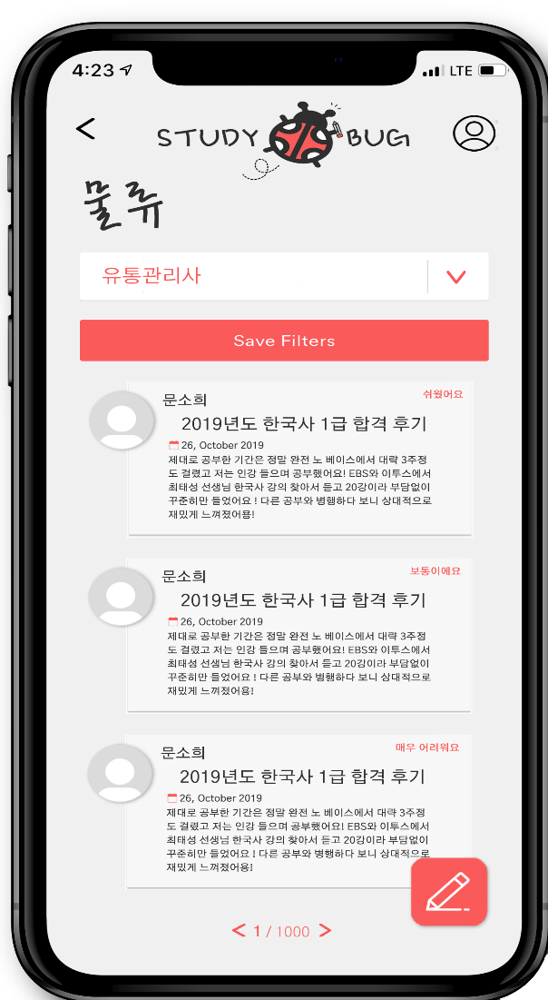 4:23
LTE
STUDY BUG
물류
유통관리사
Save Filters
문소희
쉬웠어요
2019년도 한국사 1급 합격 후기
26, October 2019
제대로 공부한 기간은 정말 완전 노 베이스에서 대략 3주정
도 걸렸고 저는 인강 들으며 공부했어요! EBS와 이투스에서
최태성 선생님 한국사 강의 찾아서 듣고 20강이라 부담없이
꾸준히만 들었어요 ! 다른 공부와 병행하다 보니 상대적으로
재밌게 느껴졌어용!
문소희
보통이에요
2019년도 한국사 1급 합격 후기
26, October 2019
제대로 공부한 기간은 정말 완전 노 베이스에서 대략 3주정
도 걸렸고 저는 인강 들으며 공부했어요! EBS와 이투스에서
최태성 선생님 한국사 강의 찾아서 듣고 20강이라 부담없이
꾸준히만 들었어요 ! 다른 공부와 병행하다 보니 상대적으로
재밌게 느껴졌어용!
문소희
매우 어려워요
2019년도 한국사 1급 합격 후기
26, October 2019
제대로 공부한 기간은 정말 완전 노 베이스에서 대략 3주정
도 걸렸고 저는 인강 들으며 공부했어요! EBS와 이투스에서
최태성 선생님 한국사 강의 찾아서 듣고 20강이라 부담없이
꾸준히만 들었어요 ! 다른 공부와 병행하다 보니 상대적으로
재밌게 느껴졌어용!
< 1 / 1000 >